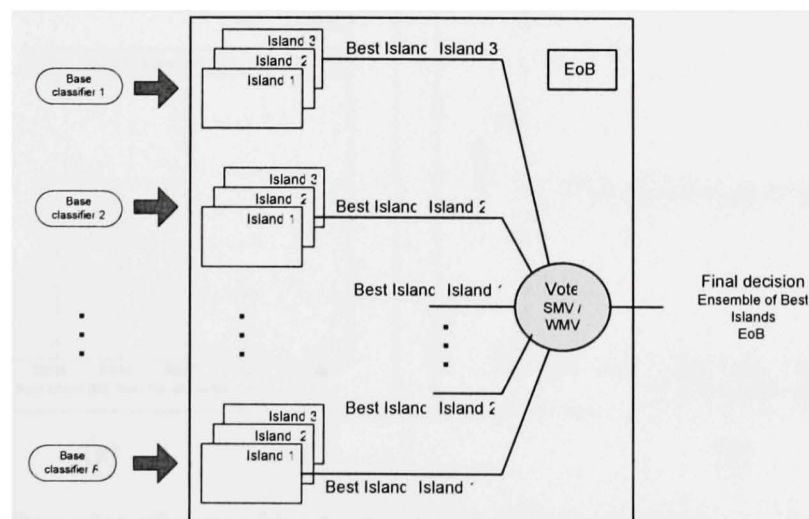 Island 3
Island 2
Island 1
Best Islanc Island 3
EoB
Base
classifier 1
Island 3
Island 2
Island 1
Best Islanc Island 2
Base
classifier 2
Best Islanc Island
Vote
SMV /
WMV
Final decision
Ensemble of Best
Islands
EoB
Best Islanc Island 2
Island 3
Island 2
Island 1
Base
classifier
Best Islanc Island